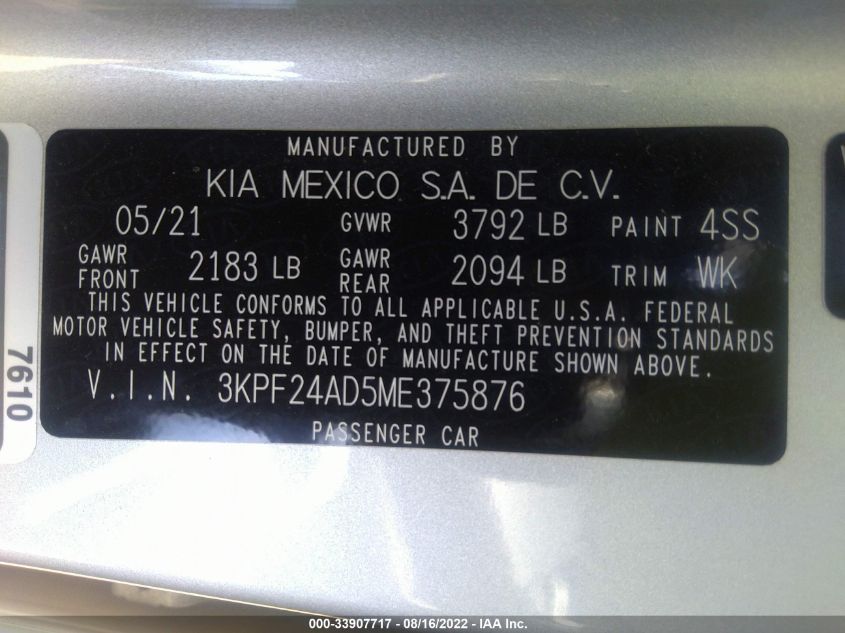 MANUFACTURED BY
KIA MEXICO S.A. DE C.V.
05/21 GVWR 3792 LB PAINT 4SS
GAWR FRONT 2183 LB GAWR REAR 2094 LB TRIM WK
THIS VEHICLE CONFORMS TO ALL APPLICABLE U.S.A. FEDERAL
MOTOR VEHICLE SAFETY, BUMPER, AND THEFT PREVENTION STANDARDS
IN EFFECT ON THE DATE OF MANUFACTURE SHOWN ABOVE.
V.I.N. 3KPF24AD5ME375876
PASSENGER CAR
7610
000-33907717 - 08/16/2022 - IAA Inc.